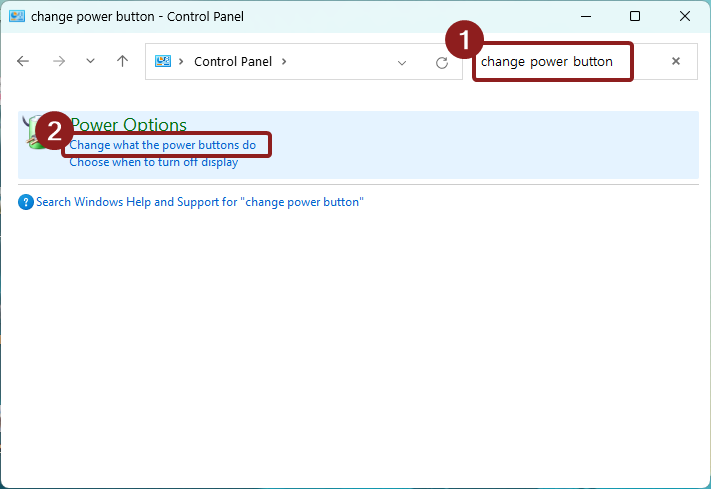 change power button - Control Panel
1
Control Panel
change power button
Power Options
2
Change what the power buttons do
Choose when to turn off display
Search Windows Help and Support for "change power button"